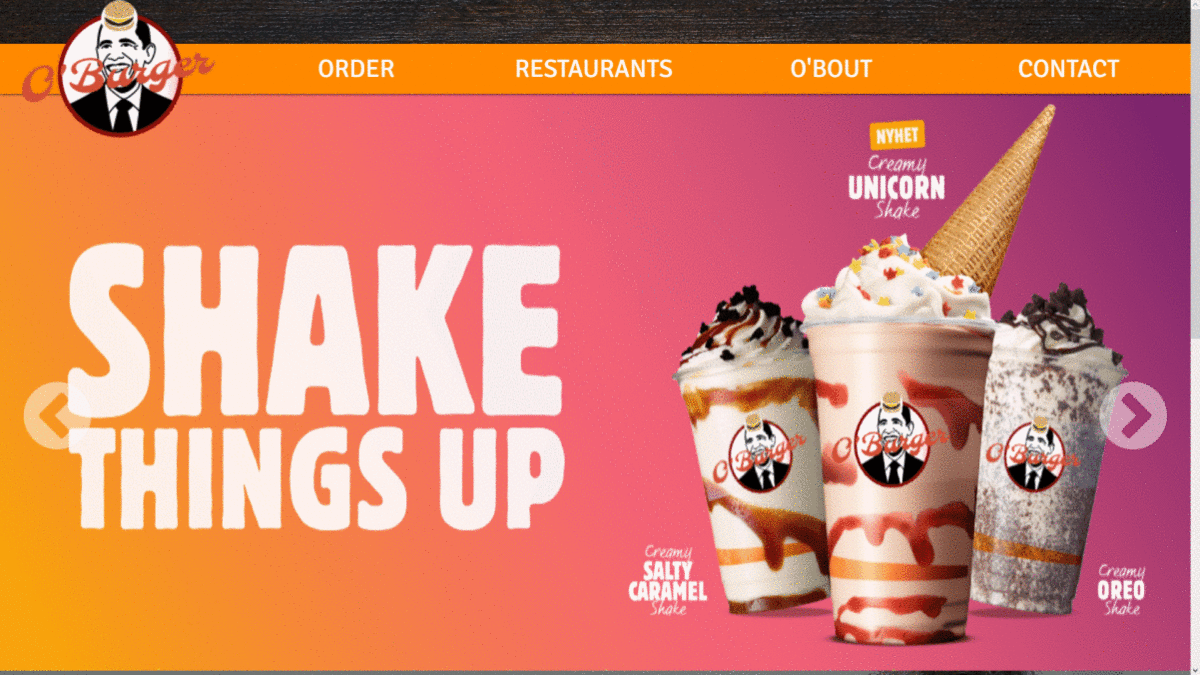 O'Burger
ORDER
RESTAURANTS
O'BOUT
CONTACT
NYHET
Creamy
UNICORN
Shake
SHAKE
THINGS UP
O'Burger
O'Burger
O'Burger
Creamy
SALTY
CARAMEL
Shake
Creamy
OREO
Shake